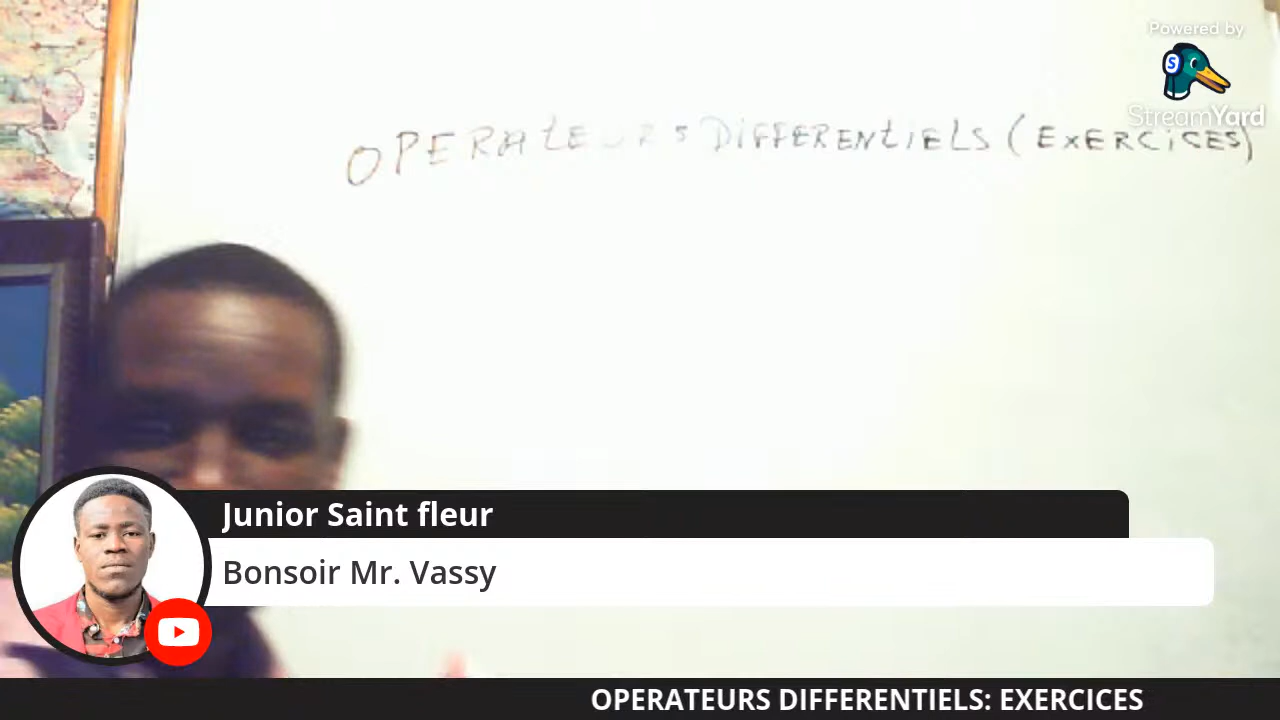 Powered by
StreamYard
OPERATEURS DIFFERENTIELS (EXERCICES)
Junior Saint fleur
Bonsoir Mr. Vassy
OPERATEURS DIFFERENTIELS: EXERCICES